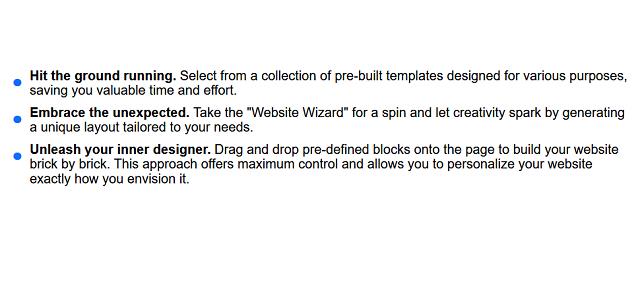 Hit the ground running. Select from a collection of pre-built templates designed for various purposes,
saving you valuable time and effort.
Embrace the unexpected. Take the "Website Wizard" for a spin and let creativity spark by generating
a unique layout tailored to your needs.
Unleash your inner designer. Drag and drop pre-defined blocks onto the page to build your website
brick by brick. This approach offers maximum control and allows you to personalize your website
exactly how you envision it.